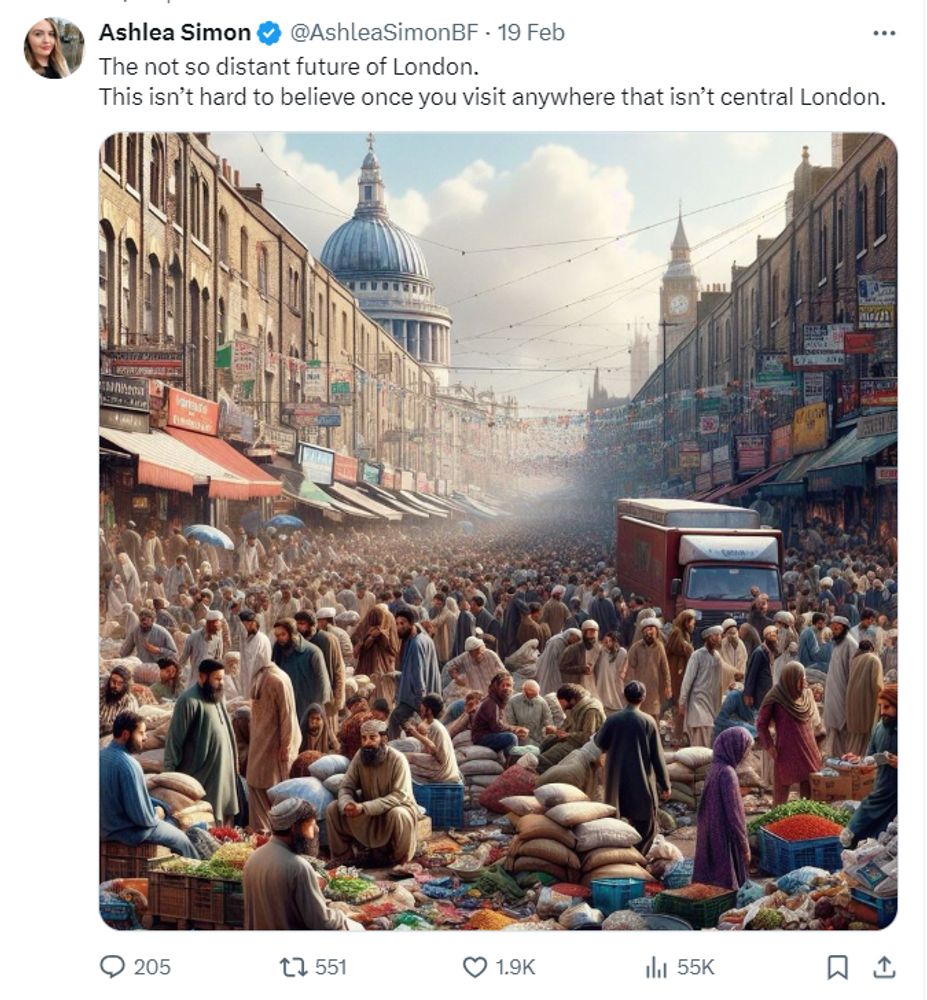 Ashlea Simon @AshleaSimonBF · 19 Feb
The not so distant future of London.
This isn’t hard to believe once you visit anywhere that isn’t central London.
205 551 1.9K 55K